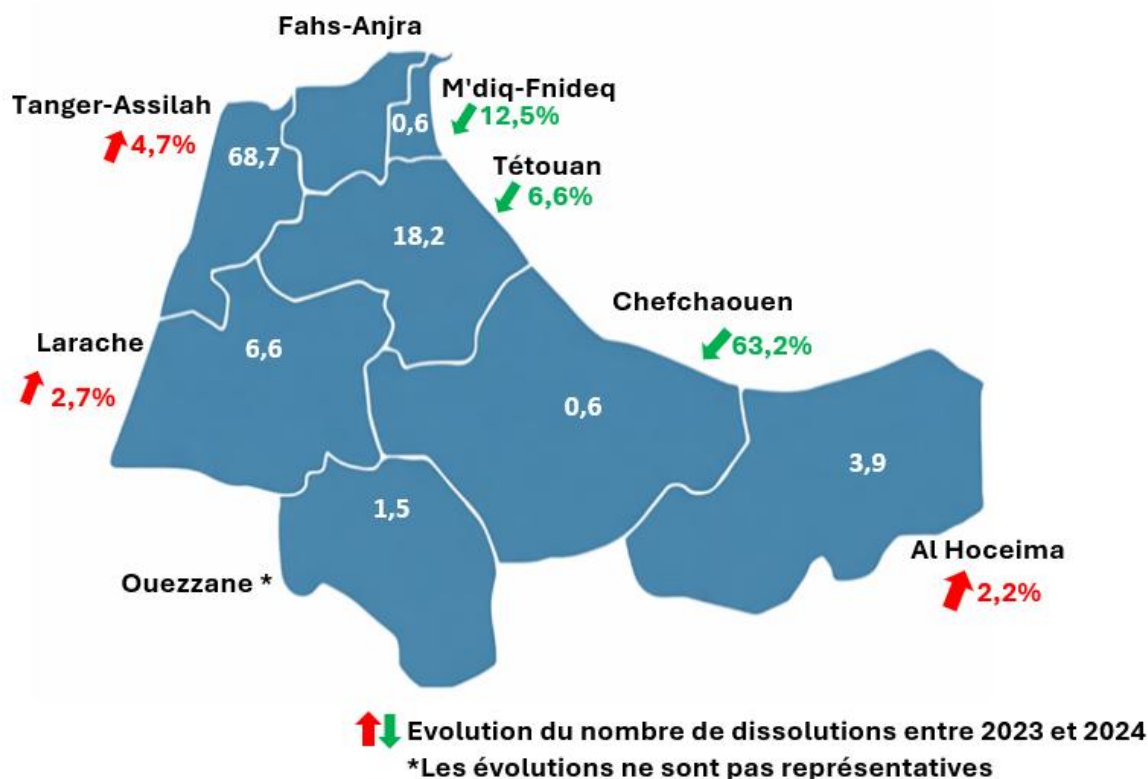 Fahs-Anjra
M'diq-Fnideq
12,5%
Tanger-Assilah
4,7%
0,6
68,7
Tétouan
6,6%
18,2
Chefchaouen
63,2%
Larache
2,7%
6,6
0,6
3,9
1,5
Al Hoceima
2,2%
Ouezzane *
Evolution du nombre de dissolutions entre 2023 et 2024
*Les évolutions ne sont pas représentatives